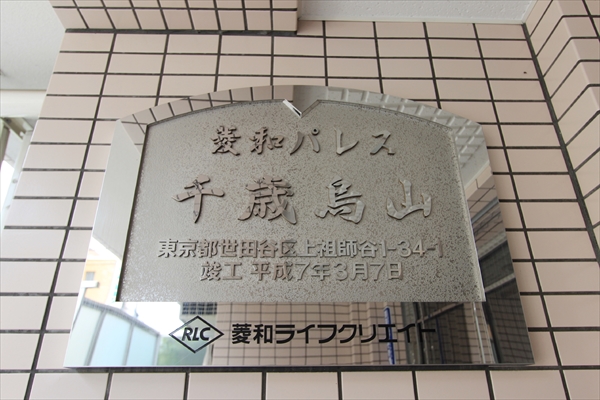 菱和パレス
千歳烏山
東京都世田谷区上祖師谷1-34-1
竣工 平成7年3月7日
RLC 菱和ライフクリエイト